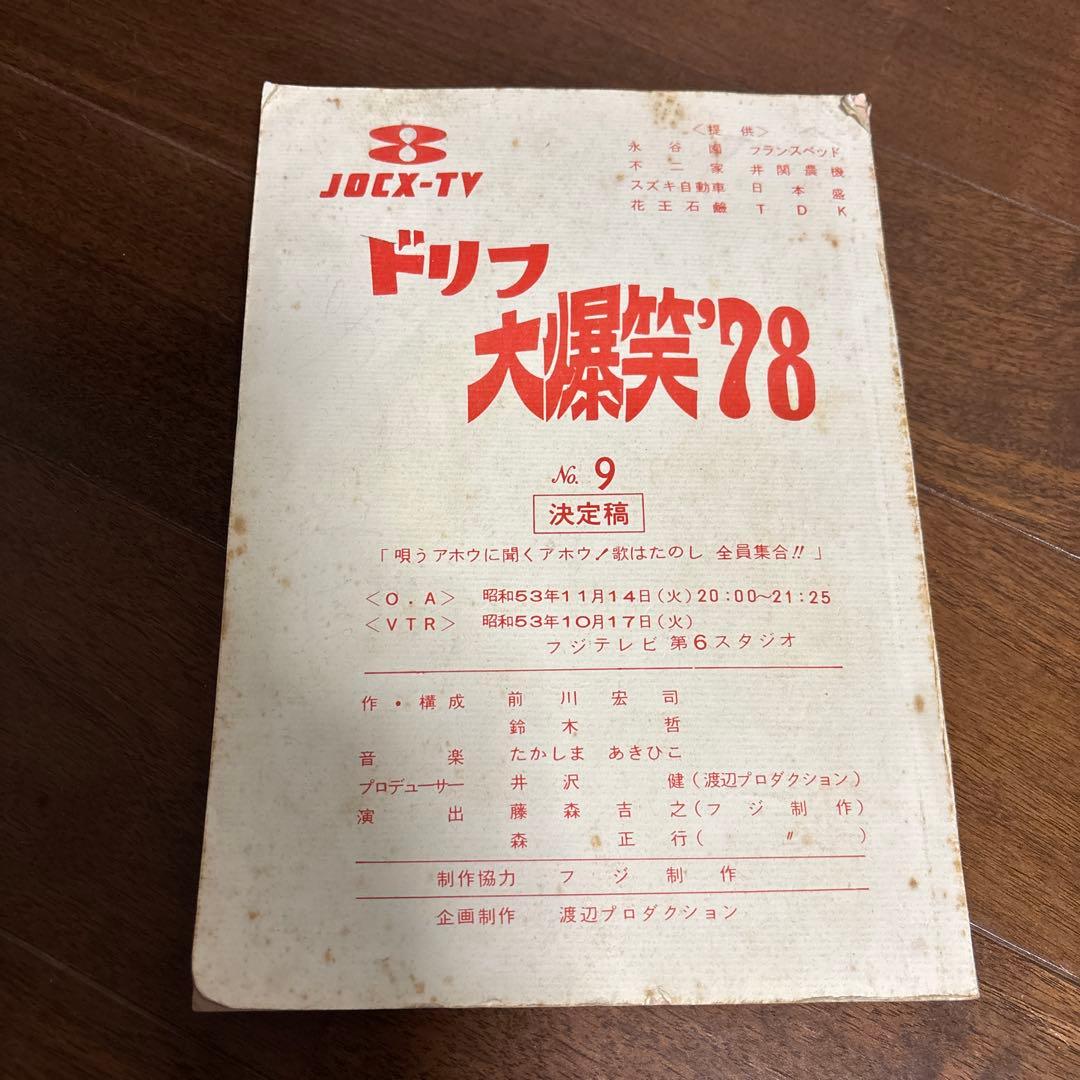 8
JOCX-TV
〈提 供〉
永谷園 フランスベッド
不二家 井関農機
スズキ自動車 日本盛
花王石鹼 TDK
ドリフ
大爆笑'78
No. 9
決定稿
「唄うアホウに聞くアホウ!歌はたのし 全員集合!!」
〈O.A〉 昭和53年11月14日(火)20:00〜21:25
〈VTR〉 昭和53年10月17日(火)
フジテレビ 第6スタジオ
作・構成 前川宏司
鈴木哲
音楽 たかしま あきひこ
プロデューサー 井沢健(渡辺プロダクション)
演出 藤森吉之(フジ制作)
森正行( 〃 )
制作協力 フジ制作
企画制作 渡辺プロダクション